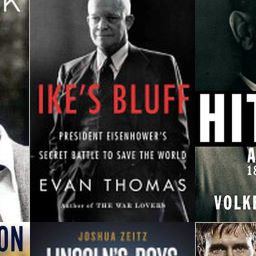 K
IKE'S BLUFF
PRESIDENT EISENHOWER'S
SECRET BATTLE TO SAVE THE WORLD
EVAN THOMAS
Author of THE WAR LOVERS
HIT
A
18
VOLK
ON
JOSHUA ZEITZ
LINCOLN'S BOYS